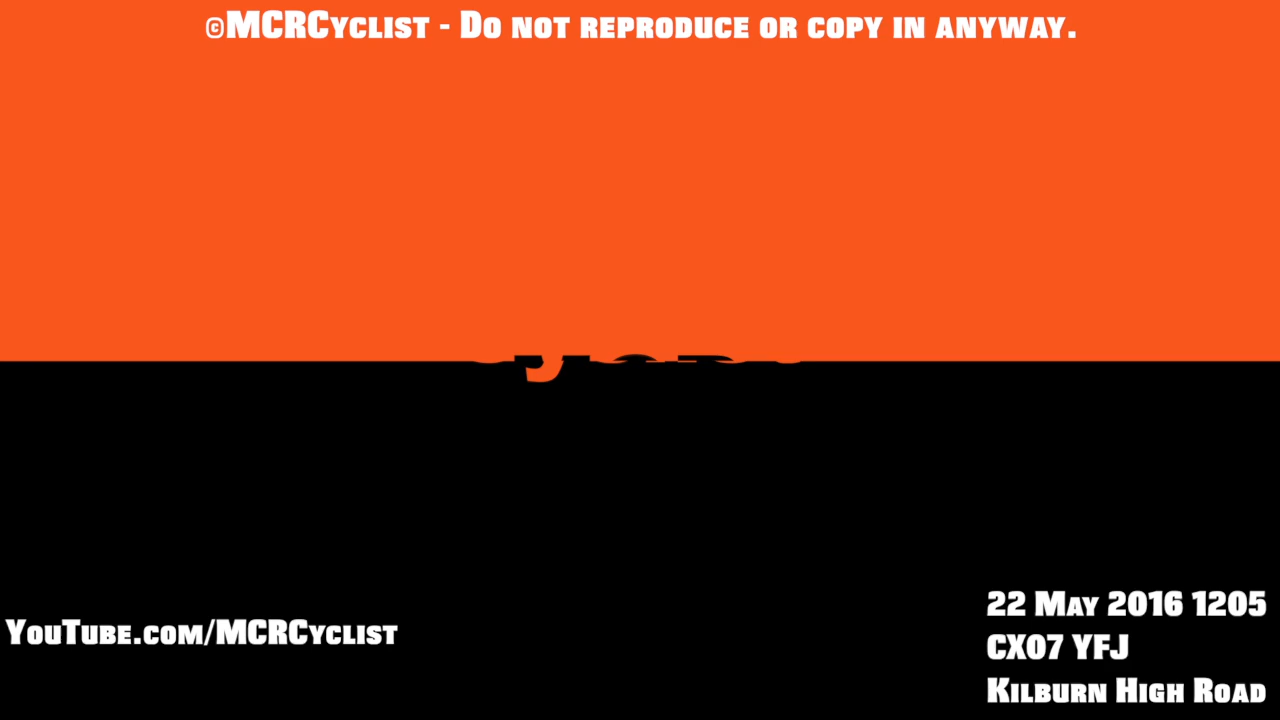 ©MCRCyclist - Do not reproduce or copy in anyway.
YouTube.com/MCRCyclist
22 May 2016 1205
CX07 YFJ
Kilburn High Road